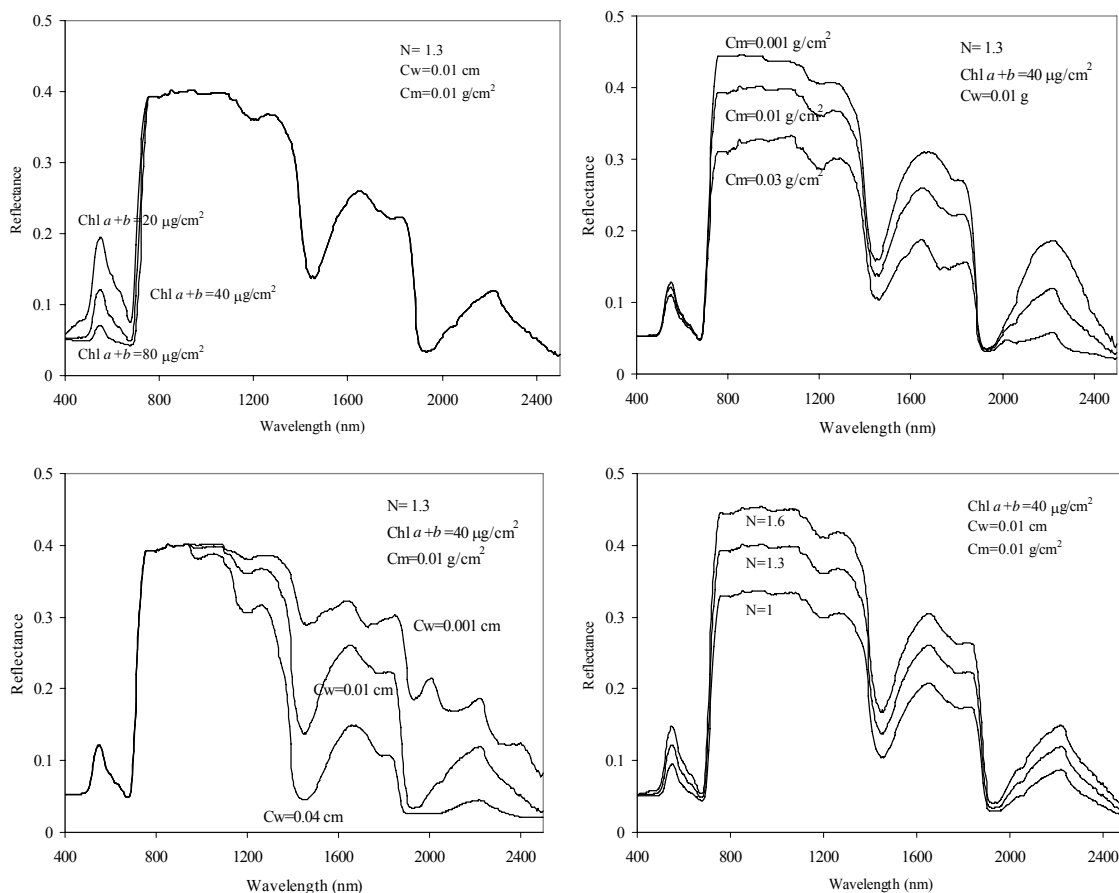 0.5
0.4
0.3
0.2
0.1
0
Reflectance
N= 1.3
Cw=0.01 cm
Cm=0.01 g/cm²
Chl a+b=20 μg/cm²
Chl a+b=40 μg/cm²
Chl a+b=80 μg/cm²
400 800 1200 1600 2000 2400
Wavelength (nm)
0.5
0.4
0.3
0.2
0.1
0
Reflectance
Cm=0.001 g/cm²
Cm=0.01 g/cm²
Cm=0.03 g/cm²
N= 1.3
Chl a+b=40 μg/cm²
Cw=0.01 g
400 800 1200 1600 2000 2400
Wavelength (nm)
0.5
0.4
0.3
0.2
0.1
0
Reflectance
N= 1.3
Chl a+b=40 μg/cm²
Cm=0.01 g/cm²
Cw=0.001 cm
Cw=0.01 cm
Cw=0.04 cm
400 800 1200 1600 2000 2400
Wavelength (nm)
0.5
0.4
0.3
0.2
0.1
0
Reflectance
N=1.6
N=1.3
N=1
Chl a+b=40 μg/cm²
Cw=0.01 cm
Cm=0.01 g/cm²
400 800 1200 1600 2000 2400
Wavelength (nm)